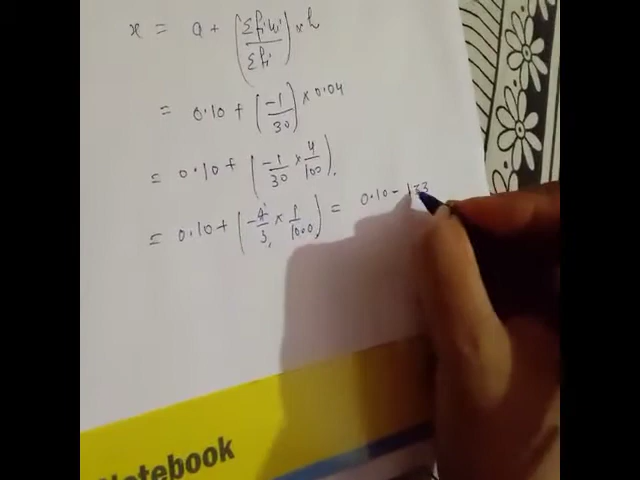 x = a + (Σfiui/Σfi) × h
= 0.10 + (-1/30) × 0.04
= 0.10 + (-1/30 × 4/100).
= 0.10 + (-4/3 × 1/1000) = 0.10 - 1.33
Notebook